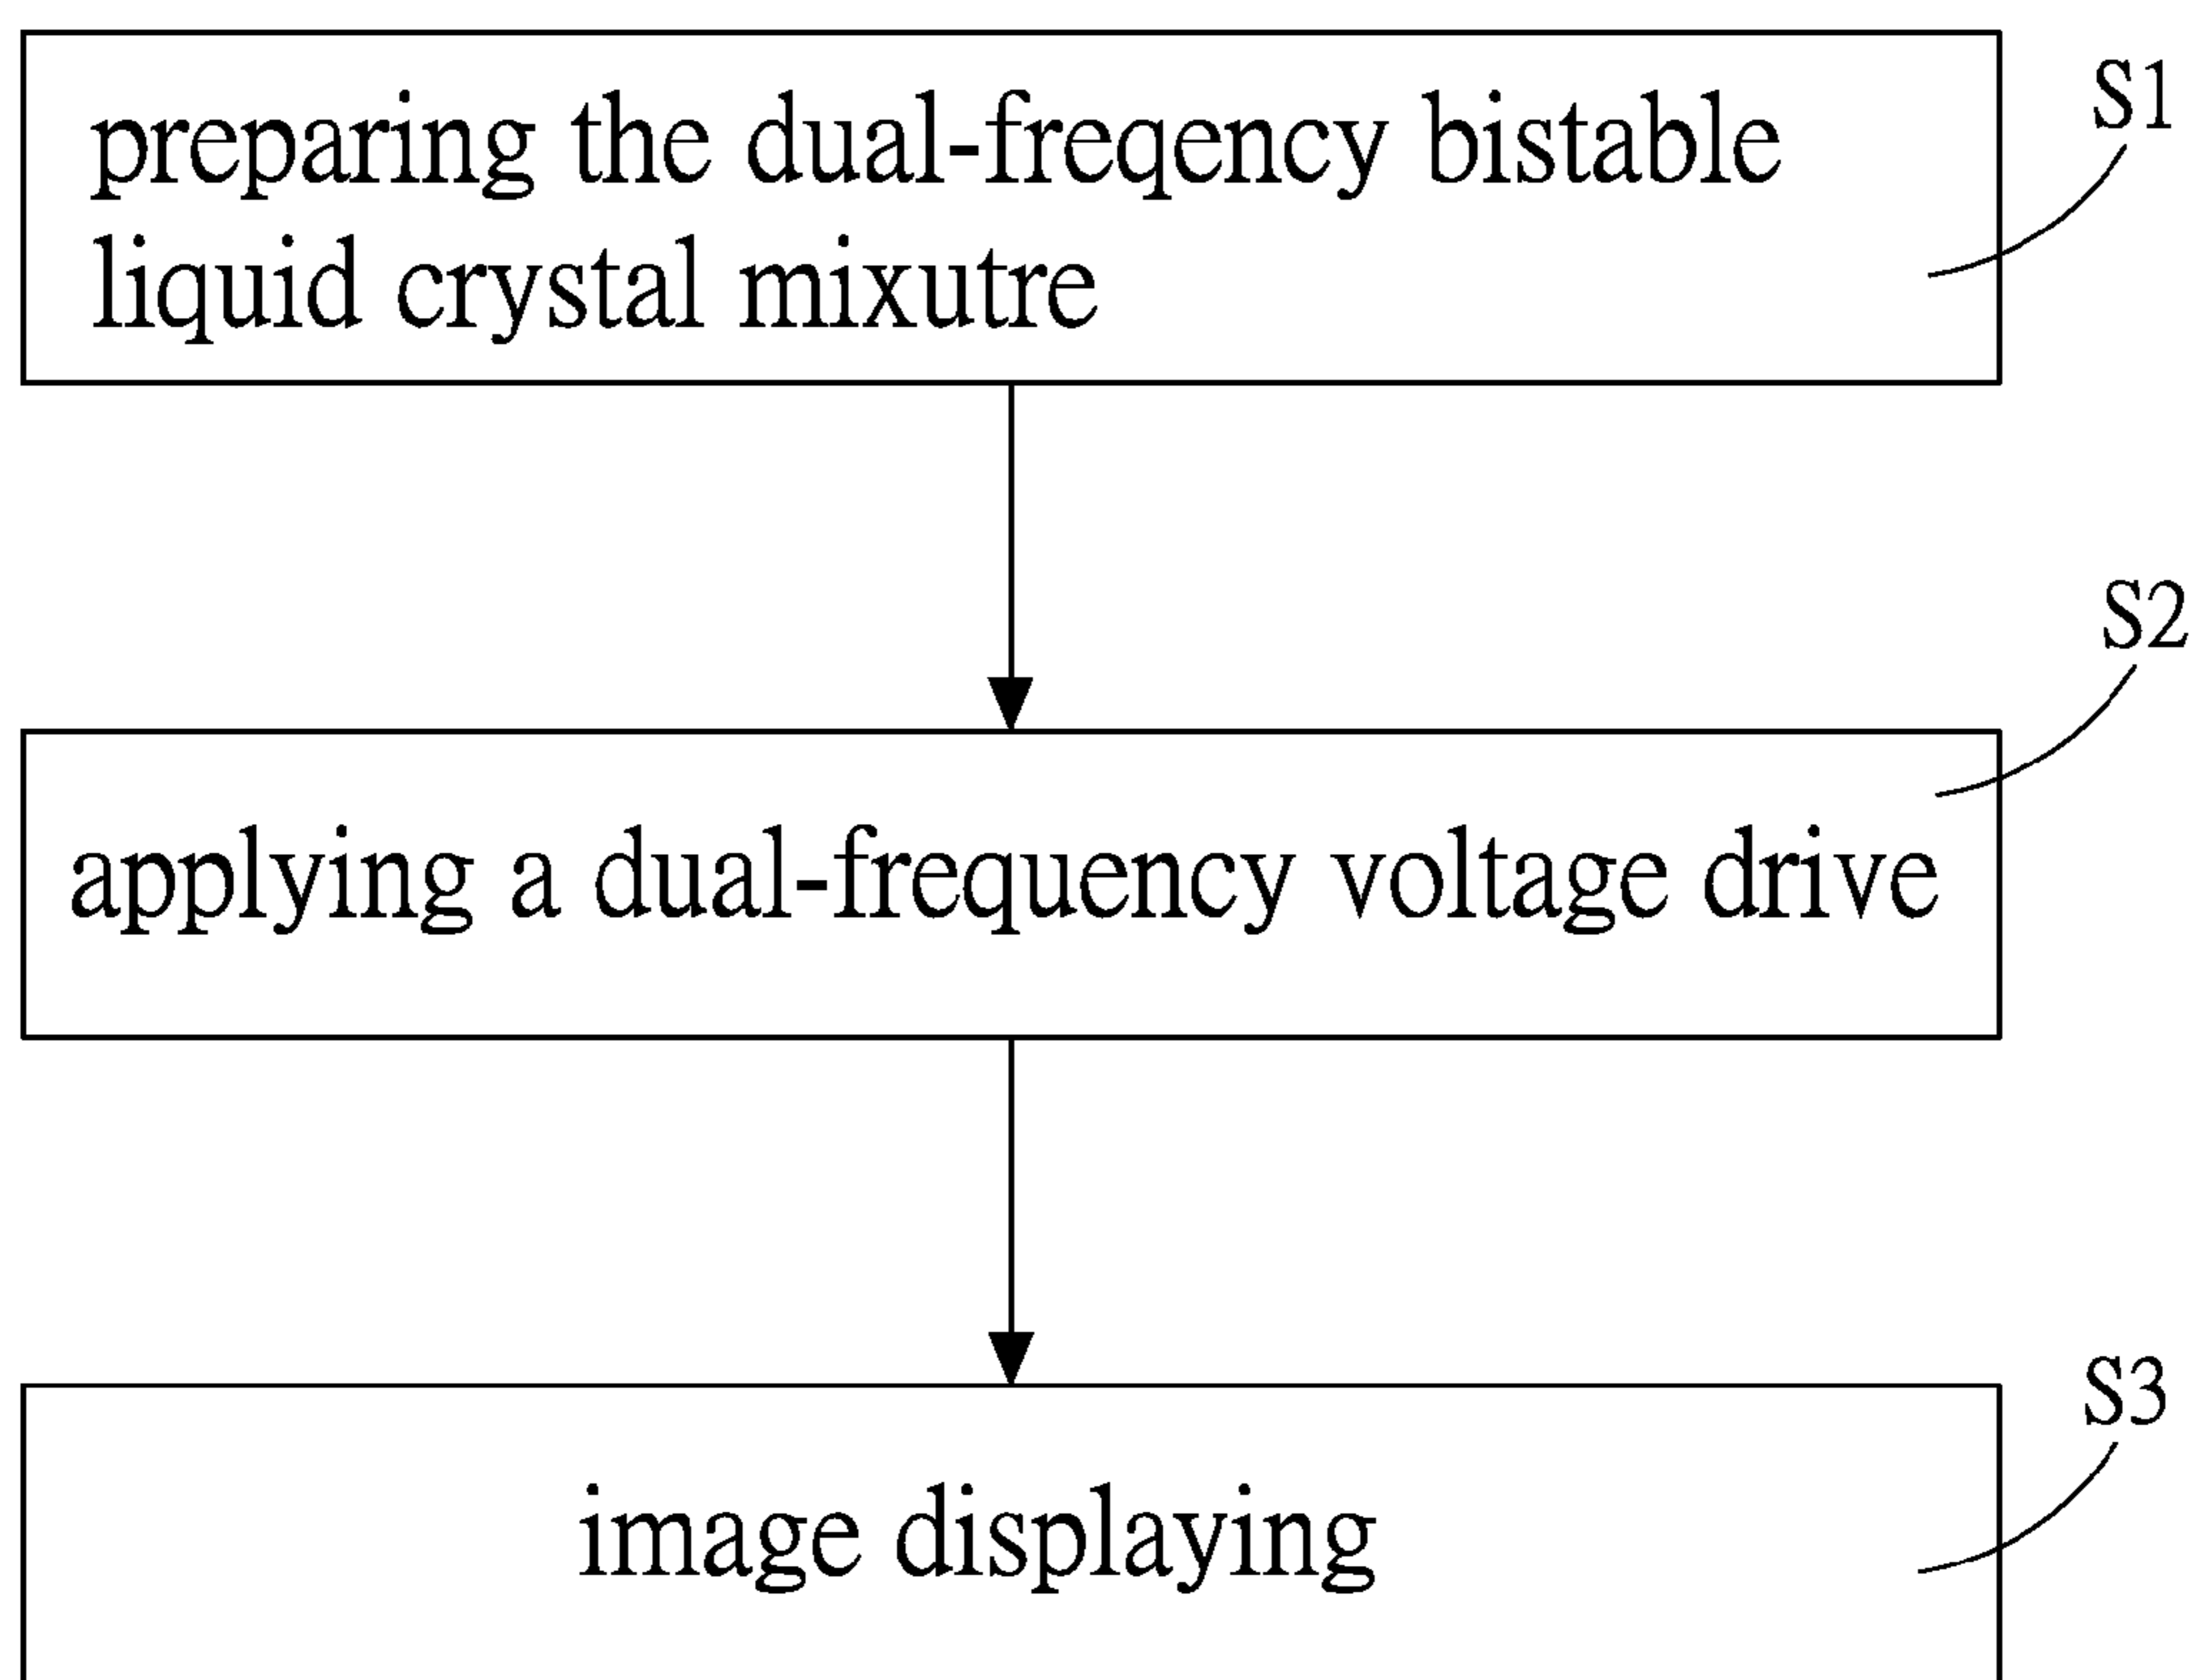 preparing the dual-freqency bistable
S1
liquid crystal mixutre
S2
applying a dual-frequency voltage drive
S3
image displaying